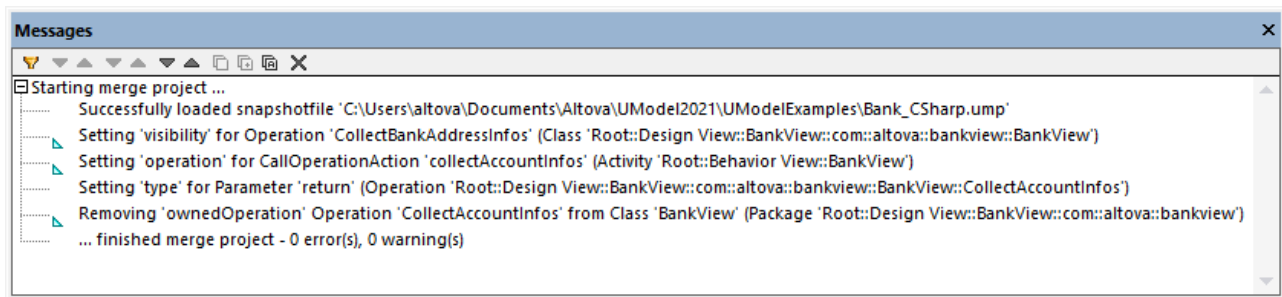 Messages
Starting merge project ...
Successfully loaded snapshotfile 'C:\Users\altova\Documents\Altova\UModel2021\UModelExamples\Bank_CSharp.ump'
Setting 'visibility' for Operation 'CollectBankAddressInfos' (Class 'Root::Design View::BankView::com::altova::bankview::BankView')
Setting 'operation' for CallOperationAction 'collectAccountInfos' (Activity 'Root::Behavior View::BankView')
Setting 'type' for Parameter 'return' (Operation 'Root::Design View::BankView::com::altova::bankview::BankView::CollectAccountInfos')
Removing 'ownedOperation' Operation 'CollectAccountInfos' from Class 'BankView' (Package 'Root::Design View::BankView::com::altova::bankview')
... finished merge project - 0 error(s), 0 warning(s)